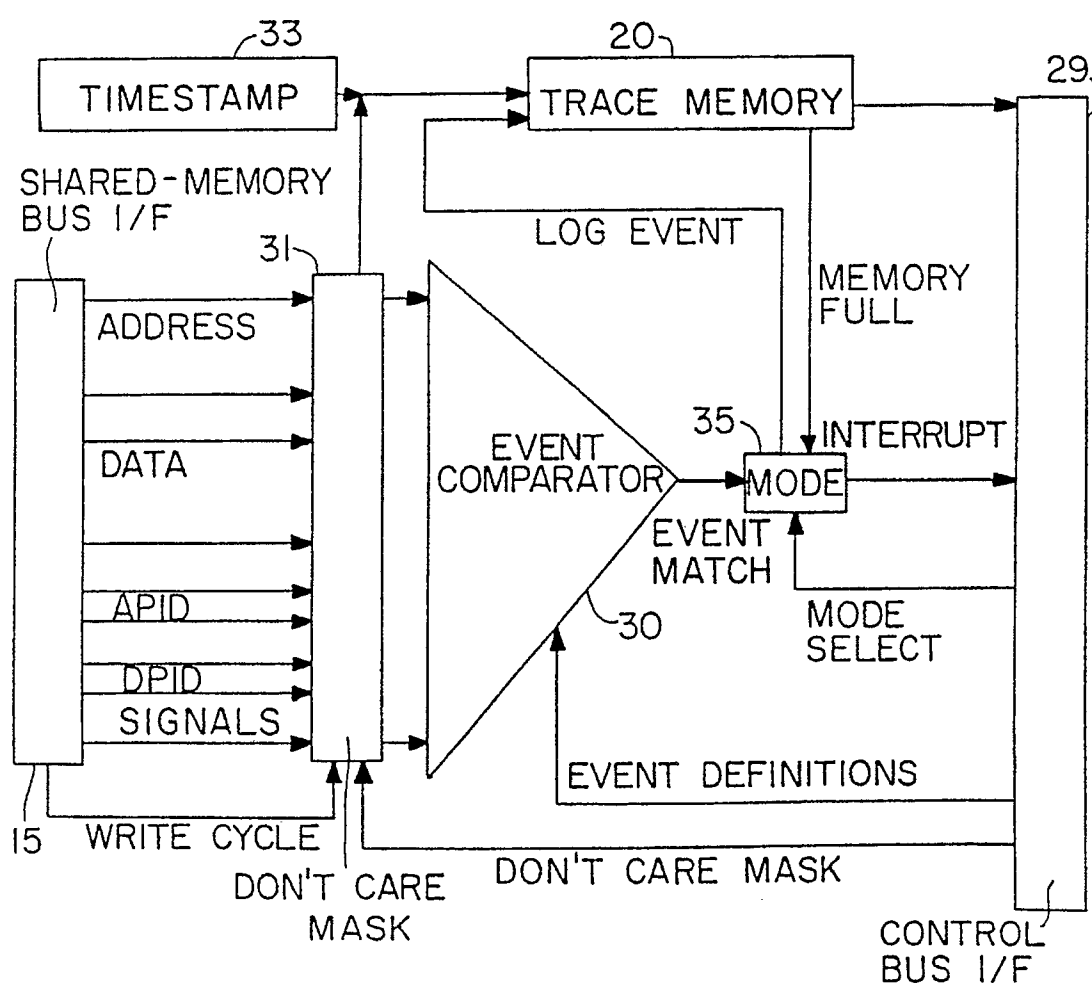 33
20
29
TIMESTAMP
TRACE MEMORY
SHARED-MEMORY
BUS I/F
LOG EVENT
31
MEMORY
FULL
ADDRESS
35
INTERRUPT
DATA
EVENT
COMPARATOR
MODE
EVENT
MATCH
APID
30
MODE
SELECT
DPID
SIGNALS
EVENT DEFINITIONS
15
WRITE CYCLE
DON'T CARE MASK
DON'T CARE
MASK
CONTROL
BUS I/F